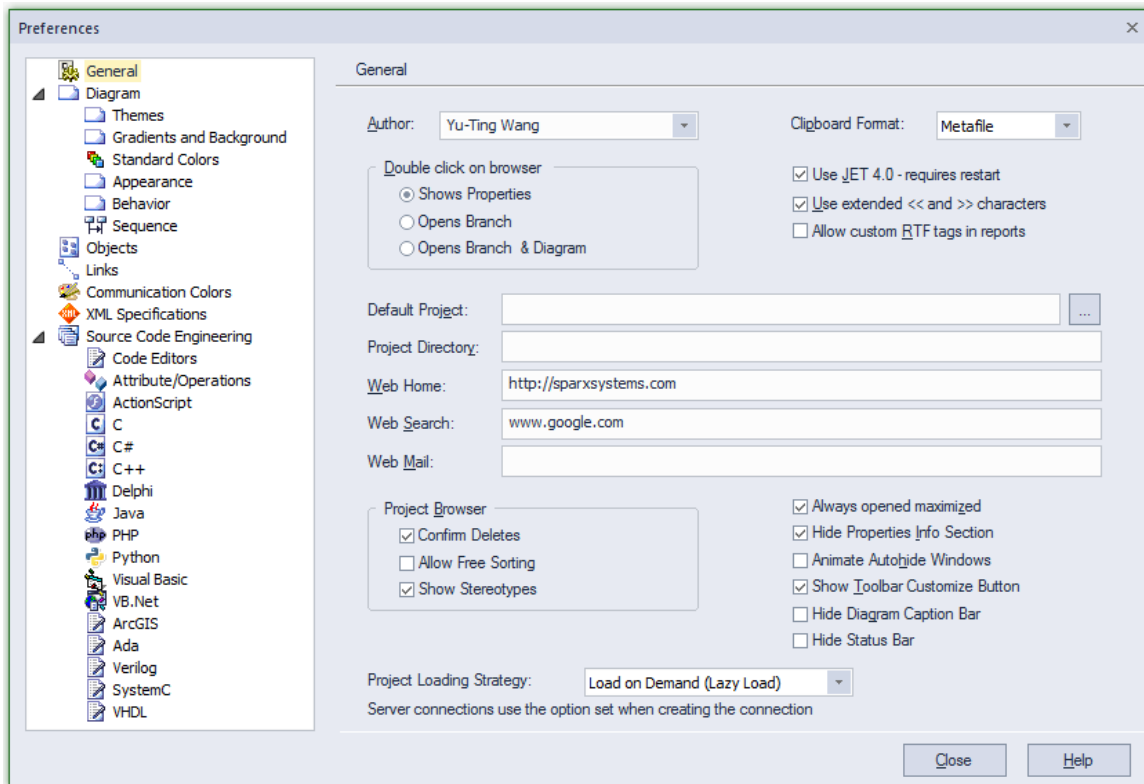 Preferences
General
Diagram
Themes
Gradients and Background
Standard Colors
Appearance
Behavior
Sequence
Objects
Links
Communication Colors
XML Specifications
Source Code Engineering
Code Editors
Attribute/Operations
ActionScript
C
C#
C++
Delphi
Java
PHP
Python
Visual Basic
VB.Net
ArcGIS
Ada
Verilog
SystemC
VHDL
General
Author: Yu-Ting Wang
Clipboard Format: Metafile
Double click on browser
Shows Properties
Opens Branch
Opens Branch & Diagram
Use JET 4.0 - requires restart
Use extended << and >> characters
Allow custom RTF tags in reports
Default Project: ...
Project Directory:
Web Home: http://sparxsystems.com
Web Search: www.google.com
Web Mail:
Project Browser
Confirm Deletes
Allow Free Sorting
Show Stereotypes
Always opened maximized
Hide Properties Info Section
Animate Autohide Windows
Show Toolbar Customize Button
Hide Diagram Caption Bar
Hide Status Bar
Project Loading Strategy: Load on Demand (Lazy Load)
Server connections use the option set when creating the connection
Close Help